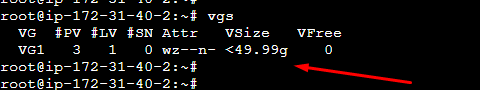 root@ip-172-31-40-2:~# vgs
  VG  #PV #LV #SN Attr   VSize   VFree
  VG1   3   1   0 wz--n- <49.99g    0
root@ip-172-31-40-2:~#
root@ip-172-31-40-2:~#